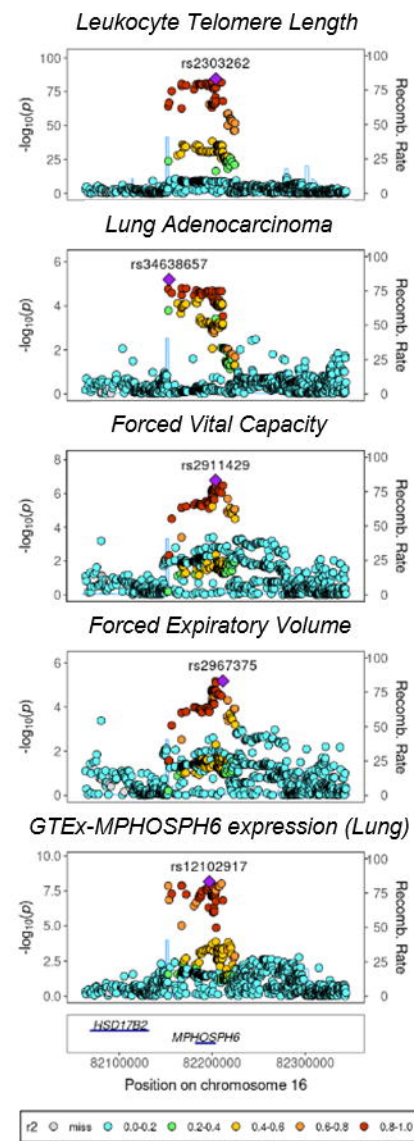 Leukocyte Telomere Length
rs2303262
100
75
50
25
0
-log10(p)
100
75
50
25
0
Recomb. Rate
Lung Adenocarcinoma
rs34638657
6
4
2
0
-log10(p)
100
75
50
25
0
Recomb. Rate
Forced Vital Capacity
rs2911429
8
6
4
2
0
-log10(p)
100
75
50
25
0
Recomb. Rate
Forced Expiratory Volume
rs2967375
6
4
2
0
-log10(p)
100
75
50
25
0
Recomb. Rate
GTEx-MPHOSPH6 expression (Lung)
rs12102917
10.0
7.5
5.0
2.5
0.0
-log10(p)
100
75
50
25
0
Recomb. Rate
HSD17B2
MPHOSPH6
82100000 82200000 82300000
Position on chromosome 16
r2 miss 0.0-0.2 0.2-0.4 0.4-0.6 0.6-0.8 0.8-1.0